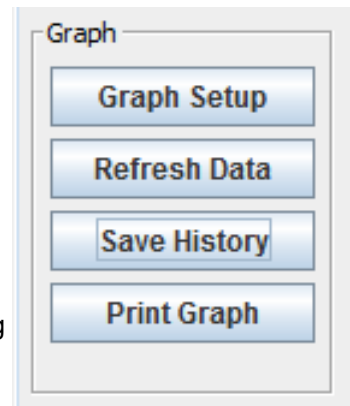 Graph
Graph Setup
Refresh Data
Save History
Print Graph
g